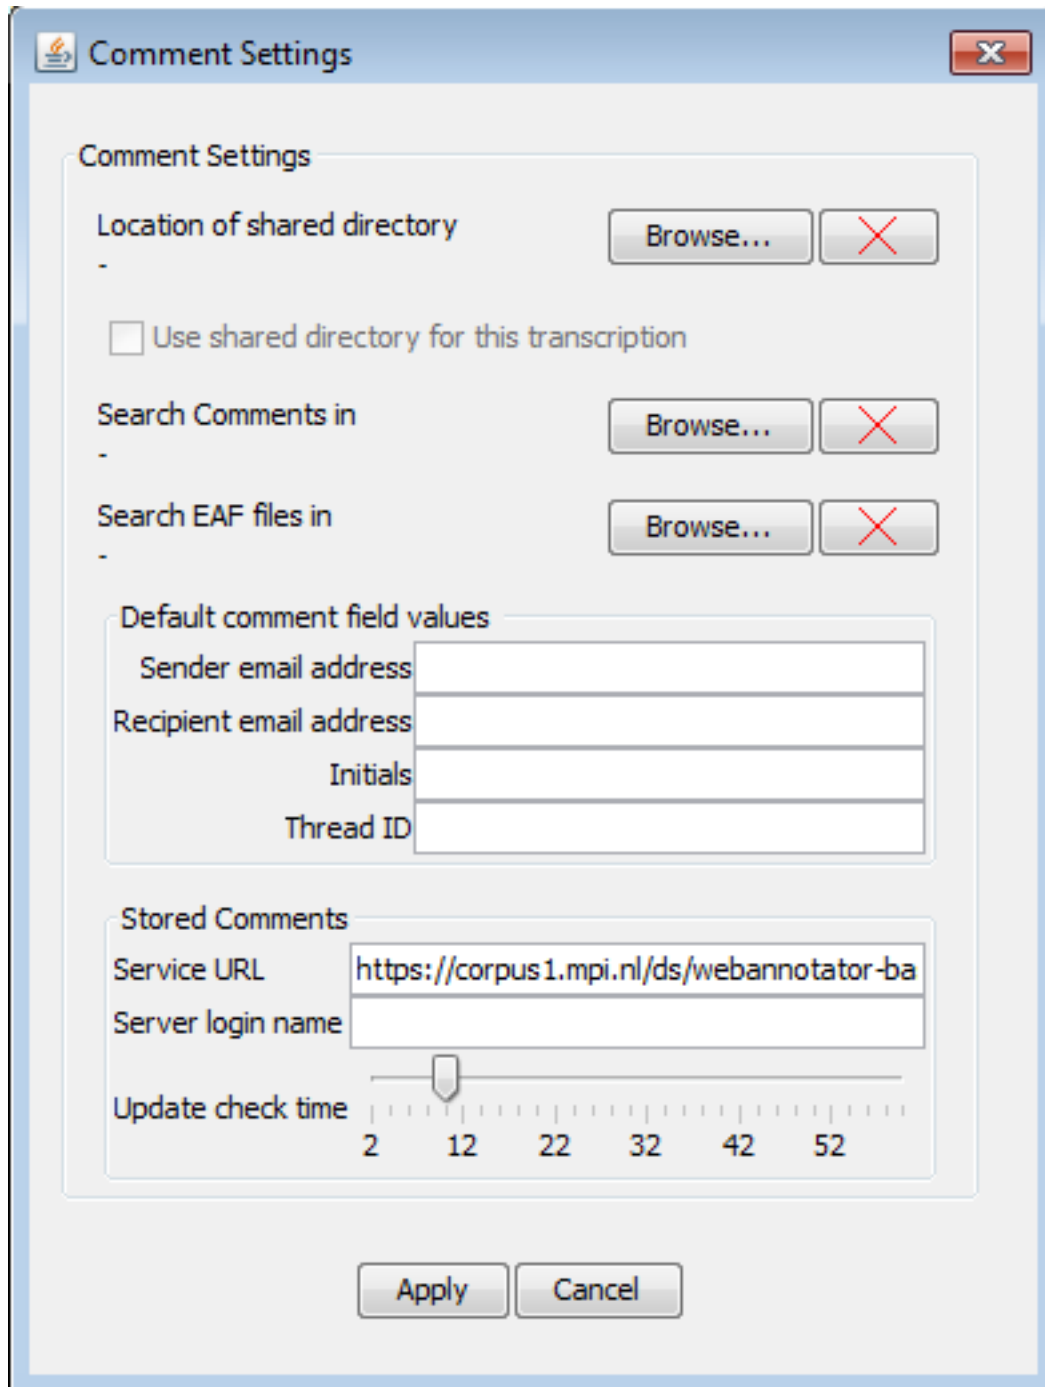 Comment Settings
Comment Settings
Location of shared directory
-
Browse...
Use shared directory for this transcription
Search Comments in
-
Browse...
Search EAF files in
-
Browse...
Default comment field values
Sender email address
Recipient email address
Initials
Thread ID
Stored Comments
Service URL https://corpus1.mpi.nl/ds/webannotator-ba
Server login name
Update check time
2 12 22 32 42 52
Apply Cancel